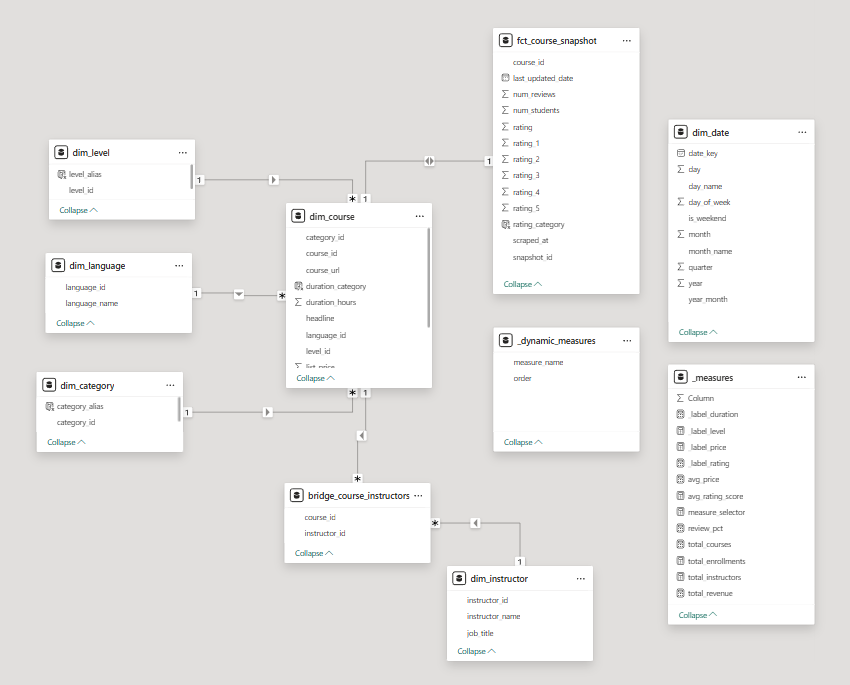 fct_course_snapshot
course_id
last_updated_date
num_reviews
num_students
rating
rating_1
rating_2
rating_3
rating_4
rating_5
rating_category
scraped_at
snapshot_id
Collapse
dim_date
date_key
day
day_name
day_of_week
is_weekend
month
month_name
quarter
year
year_month
Collapse
dim_level
level_alias
level_id
Collapse
1
*
1
1
dim_course
category_id
course_id
course_url
duration_category
duration_hours
headline
language_id
level_id
list_price
Collapse
dim_language
language_id
language_name
Collapse
1
*
_dynamic_measures
measure_name
order
Collapse
_measures
Column
_label_duration
_label_level
_label_price
_label_rating
avg_price
avg_rating_score
measure_selector
review_pct
total_courses
total_enrollments
total_instructors
total_revenue
Collapse
dim_category
category_alias
category_id
Collapse
1
*
1
*
bridge_course_instructors
course_id
instructor_id
Collapse
*
1
dim_instructor
instructor_id
instructor_name
job_title
Collapse